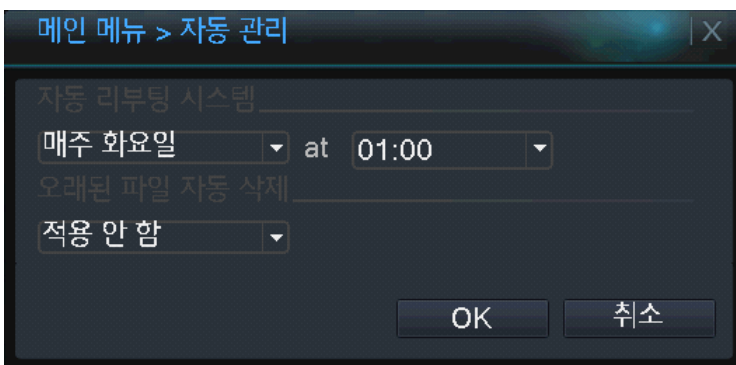 메인 메뉴 > 자동 관리 X
자동 리부팅 시스템
매주 화요일 at 01:00
오래된 파일 자동 삭제
적용 안 함
OK 취소